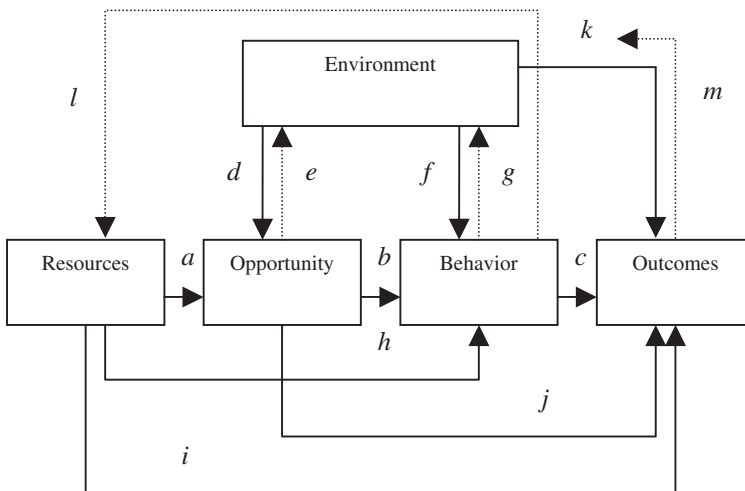 k
Environment
l
m
d
e
f
g
Resources
a
Opportunity
b
Behavior
c
Outcomes
h
j
i